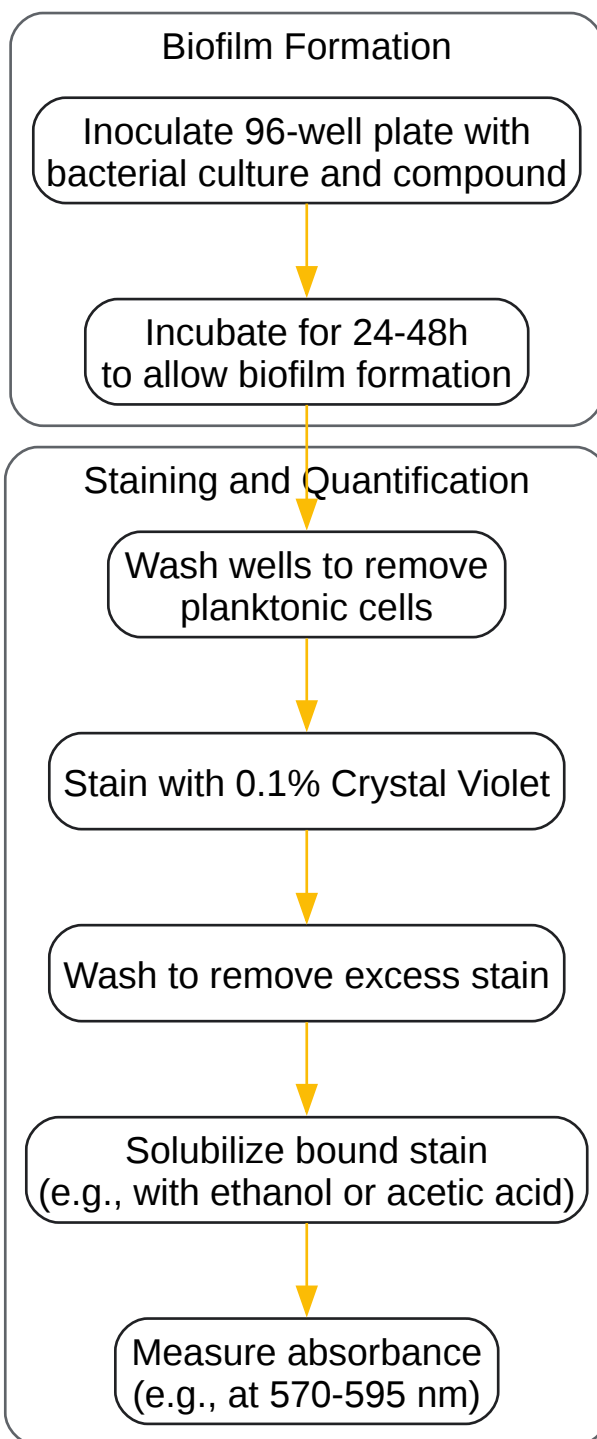 Biofilm Formation
Inoculate 96-well plate with
bacterial culture and compound
Incubate for 24-48h
to allow biofilm formation
Staining and Quantification
Wash wells to remove
planktonic cells
Stain with 0.1% Crystal Violet
Wash to remove excess stain
Solubilize bound stain
(e.g., with ethanol or acetic acid)
Measure absorbance
(e.g., at 570-595 nm)